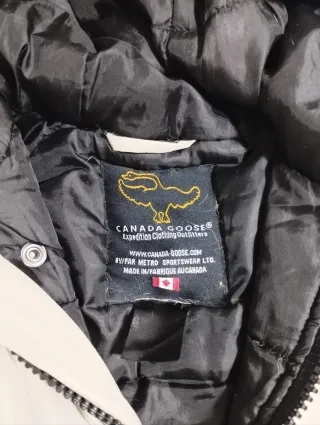 CANADA GOOSE®
Expedition Clothing Outfitters
WWW.CANADA-GOOSE.COM
BY/PAR METRO SPORTSWEAR LTD.
MADE IN/FABRIQUE AU CANADA